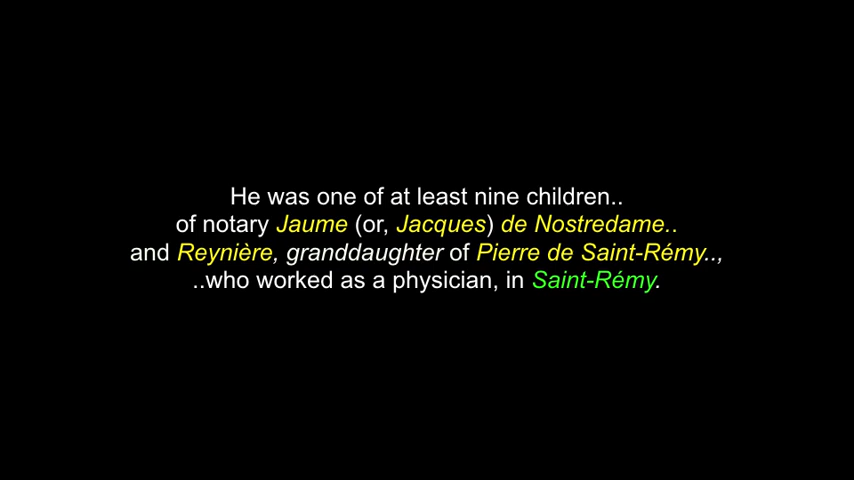 He was one of at least nine children..
of notary Jaume (or, Jacques) de Nostredame..
and Reynière, granddaughter of Pierre de Saint-Rémy..,
..who worked as a physician, in Saint-Rémy.